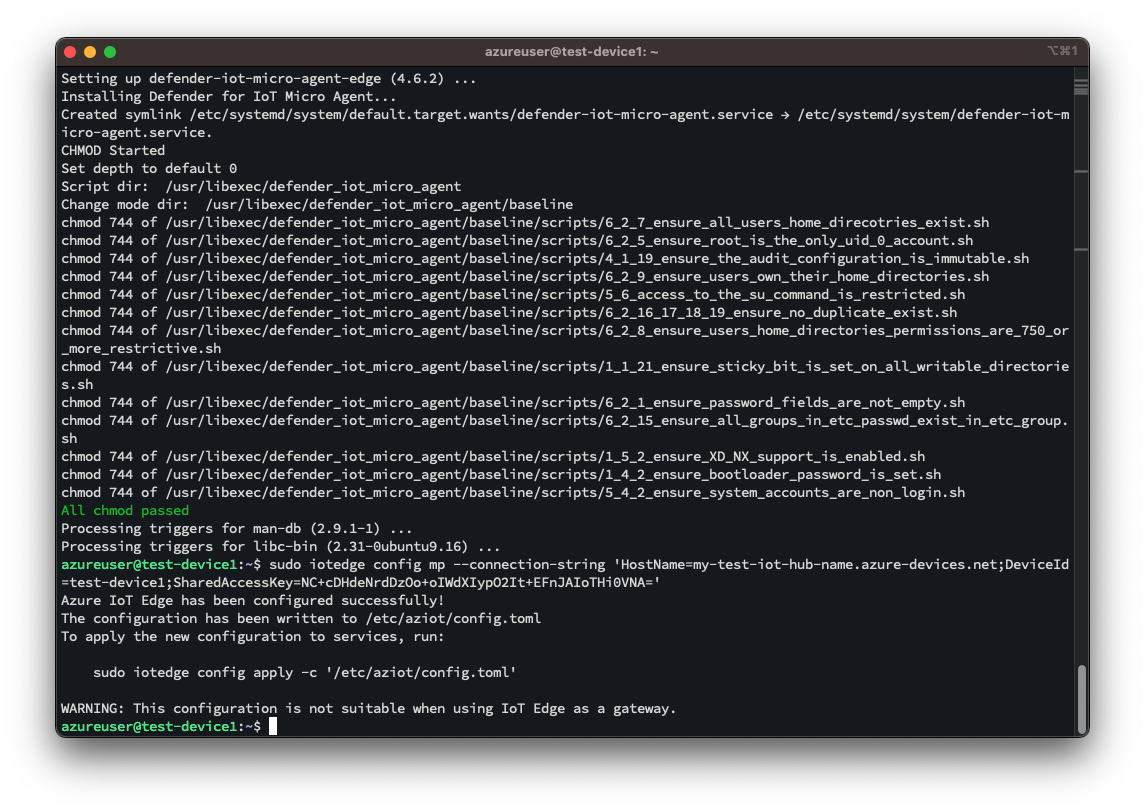 azureuser@test-device1: ~
⌥⌘1
Setting up defender-iot-micro-agent-edge (4.6.2) ...
Installing Defender for IoT Micro Agent...
Created symlink /etc/systemd/system/default.target.wants/defender-iot-micro-agent.service → /etc/systemd/system/defender-iot-m
icro-agent.service.
CHMOD Started
Set depth to default 0
Script dir:  /usr/libexec/defender_iot_micro_agent
Change mode dir:  /usr/libexec/defender_iot_micro_agent/baseline
chmod 744 of /usr/libexec/defender_iot_micro_agent/baseline/scripts/6_2_7_ensure_all_users_home_direcotries_exist.sh
chmod 744 of /usr/libexec/defender_iot_micro_agent/baseline/scripts/6_2_5_ensure_root_is_the_only_uid_0_account.sh
chmod 744 of /usr/libexec/defender_iot_micro_agent/baseline/scripts/4_1_19_ensure_the_audit_configuration_is_immutable.sh
chmod 744 of /usr/libexec/defender_iot_micro_agent/baseline/scripts/6_2_9_ensure_users_own_their_home_directories.sh
chmod 744 of /usr/libexec/defender_iot_micro_agent/baseline/scripts/5_6_access_to_the_su_command_is_restricted.sh
chmod 744 of /usr/libexec/defender_iot_micro_agent/baseline/scripts/6_2_16_17_18_19_ensure_no_duplicate_exist.sh
chmod 744 of /usr/libexec/defender_iot_micro_agent/baseline/scripts/6_2_8_ensure_users_home_directories_permissions_are_750_or
_more_restrictive.sh
chmod 744 of /usr/libexec/defender_iot_micro_agent/baseline/scripts/1_1_21_ensure_sticky_bit_is_set_on_all_writable_directorie
s.sh
chmod 744 of /usr/libexec/defender_iot_micro_agent/baseline/scripts/6_2_1_ensure_password_fields_are_not_empty.sh
chmod 744 of /usr/libexec/defender_iot_micro_agent/baseline/scripts/6_2_15_ensure_all_groups_in_etc_passwd_exist_in_etc_group.
sh
chmod 744 of /usr/libexec/defender_iot_micro_agent/baseline/scripts/1_5_2_ensure_XD_NX_support_is_enabled.sh
chmod 744 of /usr/libexec/defender_iot_micro_agent/baseline/scripts/1_4_2_ensure_bootloader_password_is_set.sh
chmod 744 of /usr/libexec/defender_iot_micro_agent/baseline/scripts/5_4_2_ensure_system_accounts_are_non_login.sh
All chmod passed
Processing triggers for man-db (2.9.1-1) ...
Processing triggers for libc-bin (2.31-0ubuntu9.16) ...
azureuser@test-device1:~$ sudo iotedge config mp --connection-string 'HostName=my-test-iot-hub-name.azure-devices.net;DeviceId
=test-device1;SharedAccessKey=NC+cDHdeNrdDzOo+oIWdXIypO2It+EFnJAIoTHi0VNA='
Azure IoT Edge has been configured successfully!
The configuration has been written to /etc/aziot/config.toml
To apply the new configuration to services, run:
    sudo iotedge config apply -c '/etc/aziot/config.toml'
WARNING: This configuration is not suitable when using IoT Edge as a gateway.
azureuser@test-device1:~$